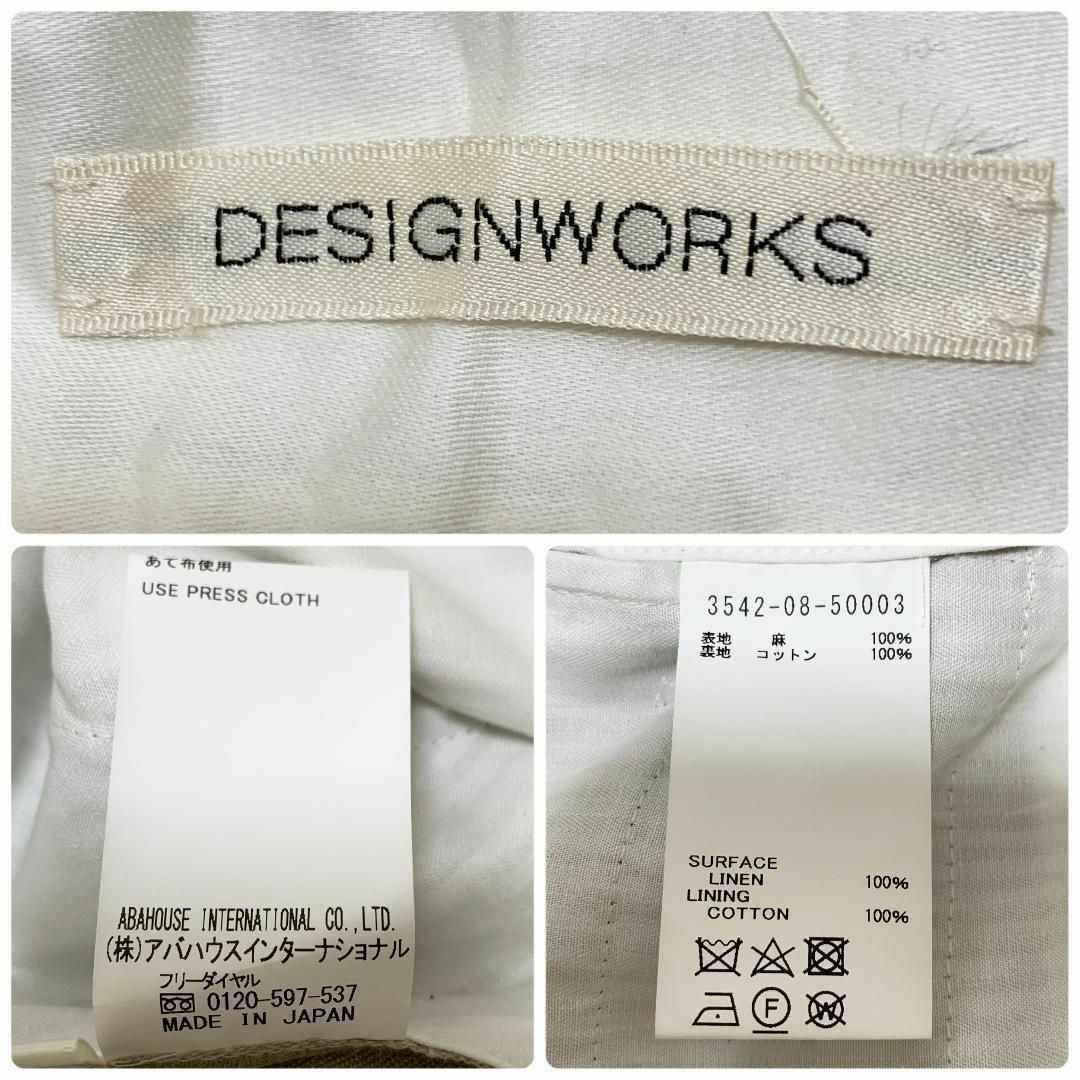 DESIGNWORKS
あて布使用
USE PRESS CLOTH
ABAHOUSE INTERNATIONAL CO.,LTD.
(株)アバハウスインターナショナル
フリーダイヤル
0120-597-537
MADE IN JAPAN
3542-08-50003
表地 麻 100%
裏地 コットン 100%
SURFACE
LINEN 100%
LINING
COTTON 100%
F W